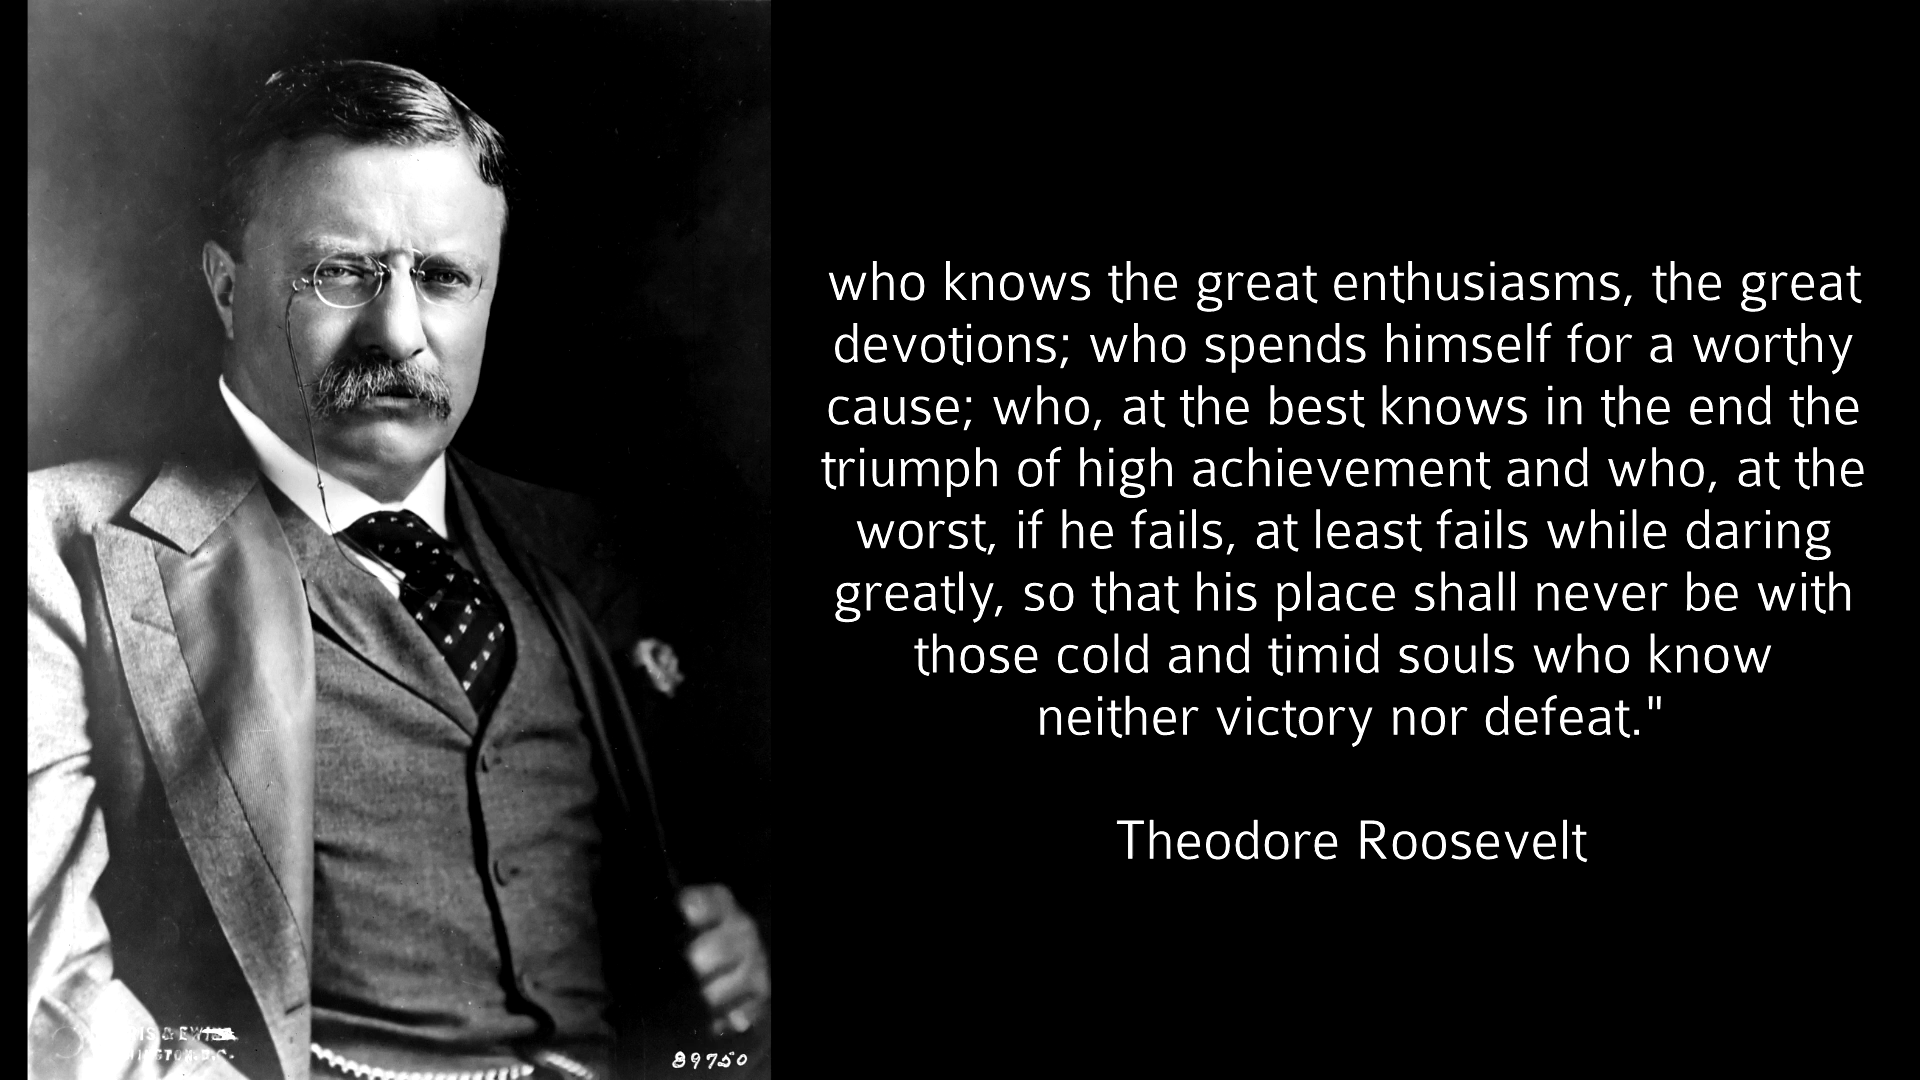 who knows the great enthusiasms, the great
devotions; who spends himself for a worthy
cause; who, at the best knows in the end the
triumph of high achievement and who, at the
worst, if he fails, at least fails while daring
greatly, so that his place shall never be with
those cold and timid souls who know
neither victory nor defeat."
Theodore Roosevelt
39750